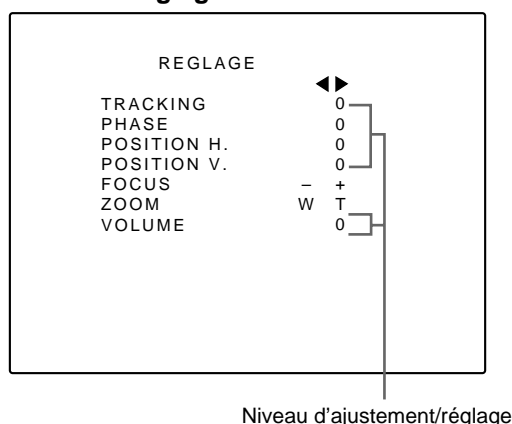 REGLAGE
◀▶
TRACKING 0
PHASE 0
POSITION H. 0
POSITION V. 0
FOCUS – +
ZOOM W T
VOLUME 0
Niveau d'ajustement/réglage